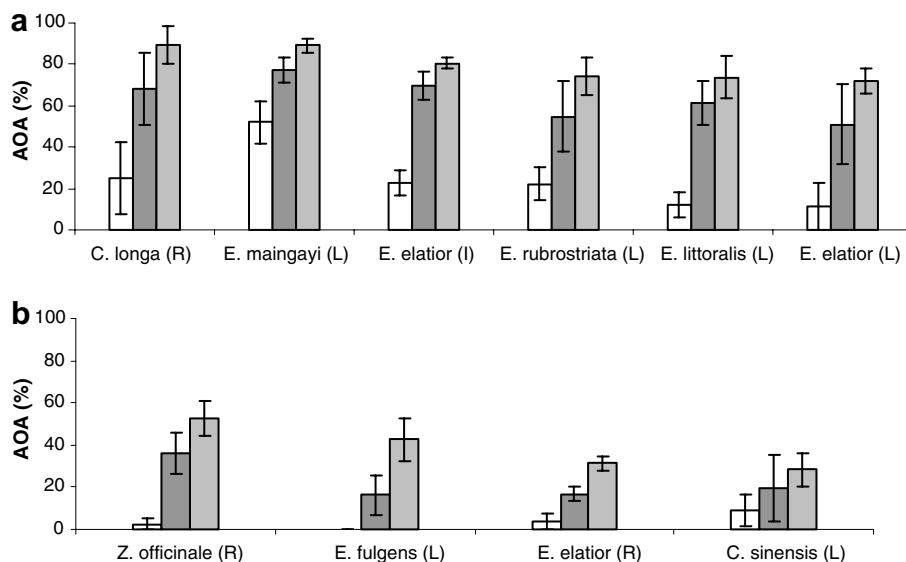 a
100
80
60
40
20
0
AOA (%)
C. longa (R) E. maingayi (L) E. elatior (I) E. rubrostriata (L) E. littoralis (L) E. elatior (L)
b
100
80
60
40
20
0
AOA (%)
Z. officinale (R) E. fulgens (L) E. elatior (R) C. sinensis (L)